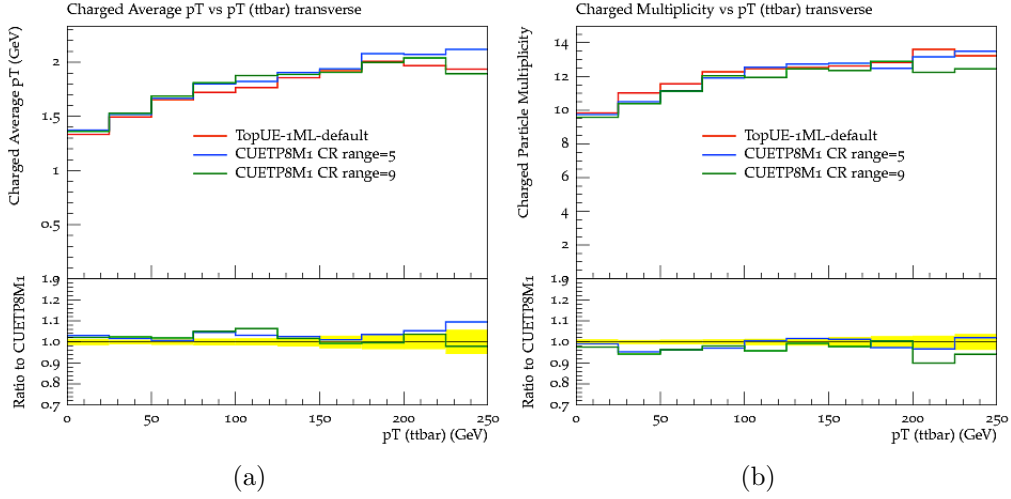 Charged Average pT vs pT (ttbar) transverse
Charged Average pT (GeV)
2
1.5
1
0.5
TopUE-1ML-default
CUETP8M1 CR range=5
CUETP8M1 CR range=9
Ratio to CUETP8M1
1.3
1.2
1.1
1.0
0.9
0.8
0.7
0 50 100 150 200 250
pT (ttbar) (GeV)
(a)
Charged Multiplicity vs pT (ttbar) transverse
Charged Particle Multiplicity
14
12
10
8
6
4
2
TopUE-1ML-default
CUETP8M1 CR range=5
CUETP8M1 CR range=9
Ratio to CUETP8M1
1.3
1.2
1.1
1.0
0.9
0.8
0.7
0 50 100 150 200 250
pT (ttbar) (GeV)
(b)